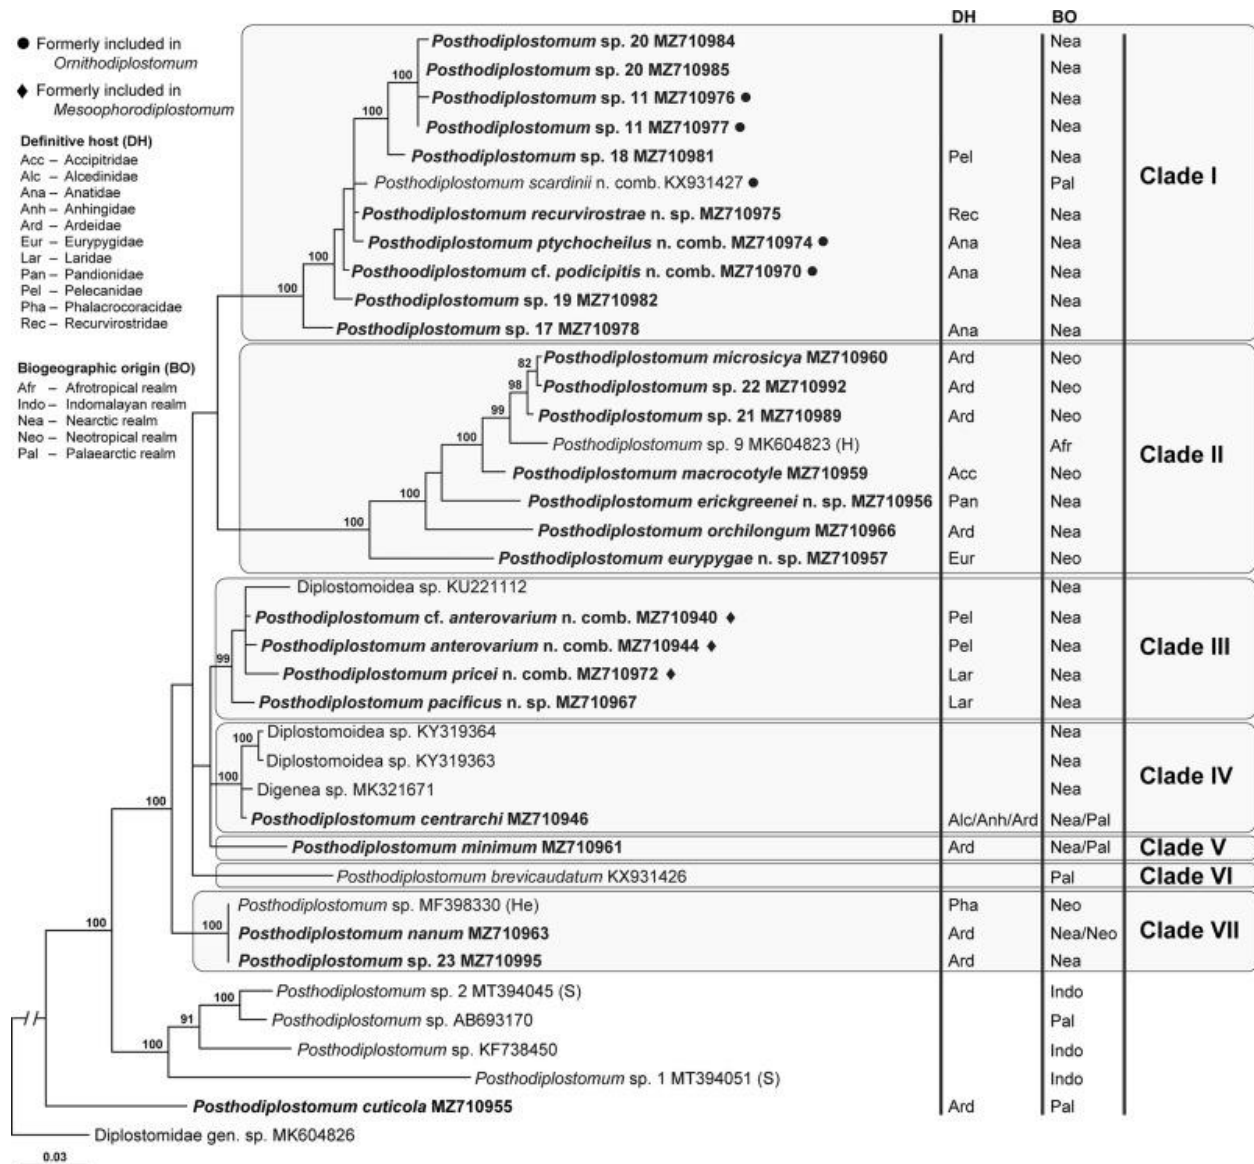 DH BO
● Formerly included in
Ornithodiplostomum
♦ Formerly included in
Mesoophorodiplostomum
Definitive host (DH)
Acc – Accipitridae
Alc – Alcedinidae
Ana – Anatidae
Anh – Anhingidae
Ard – Ardeidae
Eur – Eurypygidae
Lar – Laridae
Pan – Pandionidae
Pel – Pelecanidae
Pha – Phalacrocoracidae
Rec – Recurvirostridae
Biogeographic origin (BO)
Afr – Afrotropical realm
Indo – Indomalayan realm
Nea – Nearctic realm
Neo – Neotropical realm
Pal – Palaearctic realm
Posthodiplostomum sp. 20 MZ710984 Nea
Posthodiplostomum sp. 20 MZ710985 Nea
100
Posthodiplostomum sp. 11 MZ710976 ● Nea
100
Posthodiplostomum sp. 11 MZ710977 ● Nea
Posthodiplostomum sp. 18 MZ710981 Pel Nea
Clade I
Posthodiplostomum scardinii n. comb. KX931427 ● Pal
Posthodiplostomum recurvirostrae n. sp. MZ710975 Rec Nea
Posthodiplostomum ptychocheilus n. comb. MZ710974 ● Ana Nea
100
Posthoodiplostomum cf. podicipitis n. comb. MZ710970 ● Ana Nea
100
Posthodiplostomum sp. 19 MZ710982 Nea
Posthodiplostomum sp. 17 MZ710978 Ana Nea
Posthodiplostomum microsicya MZ710960 Ard Neo
82
Posthodiplostomum sp. 22 MZ710992 Ard Neo
98
Posthodiplostomum sp. 21 MZ710989 Ard Neo
99
Posthodiplostomum sp. 9 MK604823 (H) Afr
100
Clade II
Posthodiplostomum macrocotyle MZ710959 Acc Neo
100
Posthodiplostomum erickgreenei n. sp. MZ710956 Pan Nea
100
Posthodiplostomum orchilongum MZ710966 Ard Nea
Posthodiplostomum eurypygae n. sp. MZ710957 Eur Neo
Diplostomoidea sp. KU221112 Nea
Posthodiplostomum cf. anterovarium n. comb. MZ710940 ♦ Pel Nea
Posthodiplostomum anterovarium n. comb. MZ710944 ♦ Pel Nea
Clade III
99
Posthodiplostomum pricei n. comb. MZ710972 ♦ Lar Nea
Posthodiplostomum pacificus n. sp. MZ710967 Lar Nea
Diplostomoidea sp. KY319364 Nea
100
Diplostomoidea sp. KY319363 Nea
100
Clade IV
Digenea sp. MK321671 Nea
Posthodiplostomum centrarchi MZ710946 Alc/Anh/Ard Nea/Pal
100
Posthodiplostomum minimum MZ710961 Ard Nea/Pal Clade V
Posthodiplostomum brevicaudatum KX931426 Pal Clade VI
Posthodiplostomum sp. MF398330 (He) Pha Neo
100
100
Posthodiplostomum nanum MZ710963 Ard Nea/Neo Clade VII
Posthodiplostomum sp. 23 MZ710995 Ard Nea
Posthodiplostomum sp. 2 MT394045 (S) Indo
100
Posthodiplostomum sp. AB693170 Pal
91
Posthodiplostomum sp. KF738450 Indo
100
Posthodiplostomum sp. 1 MT394051 (S) Indo
Posthodiplostomum cuticola MZ710955 Ard Pal
Diplostomidae gen. sp. MK604826
0.03